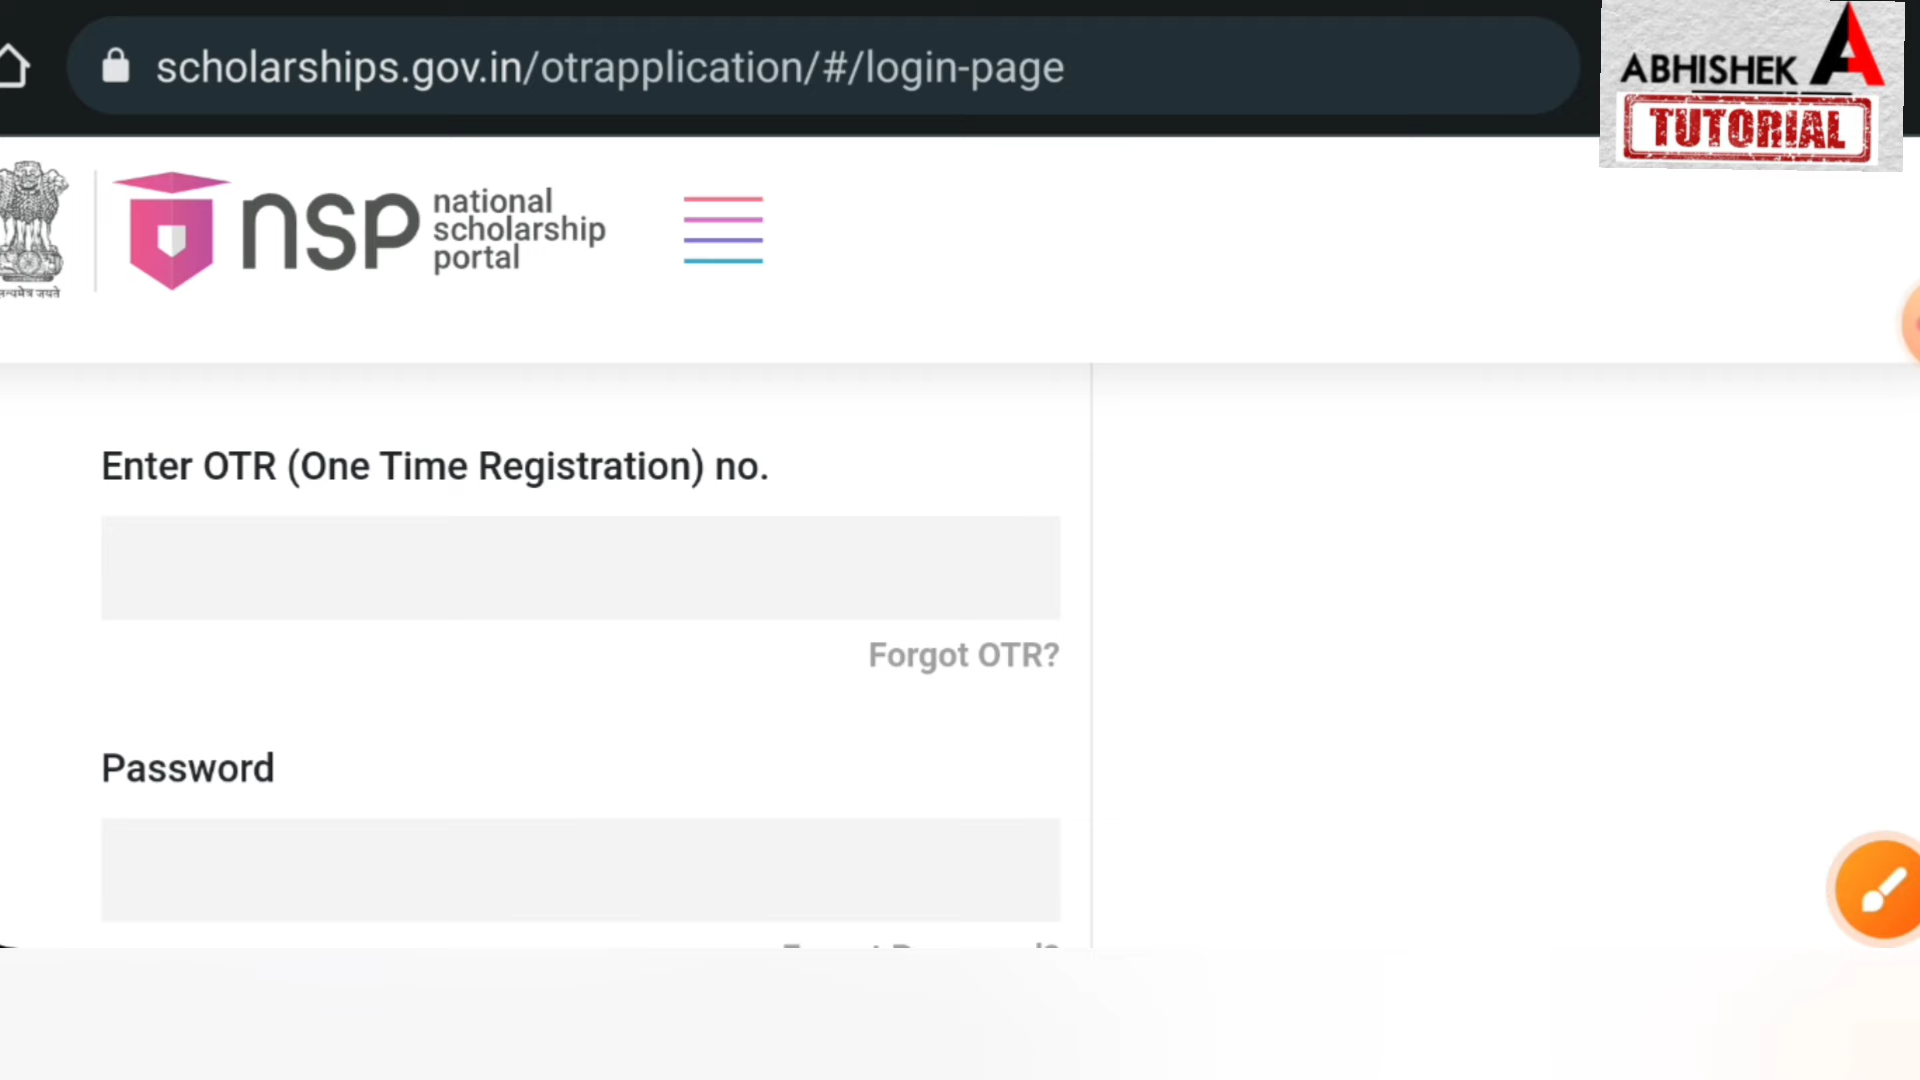 scholarships.gov.in/otrapplication/#/login-page
ABHISHEK A
TUTORIAL
nsp
national
scholarship
portal
Enter OTR (One Time Registration) no.
Forgot OTR?
Password